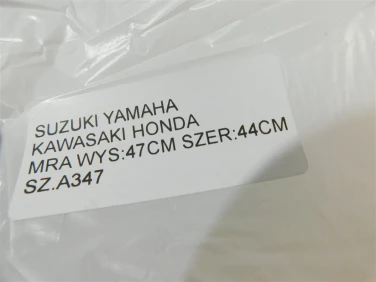 SUZUKI YAMAHA
KAWASAKI HONDA
MRA WYS:47CM SZER:44CM
SZ.A347